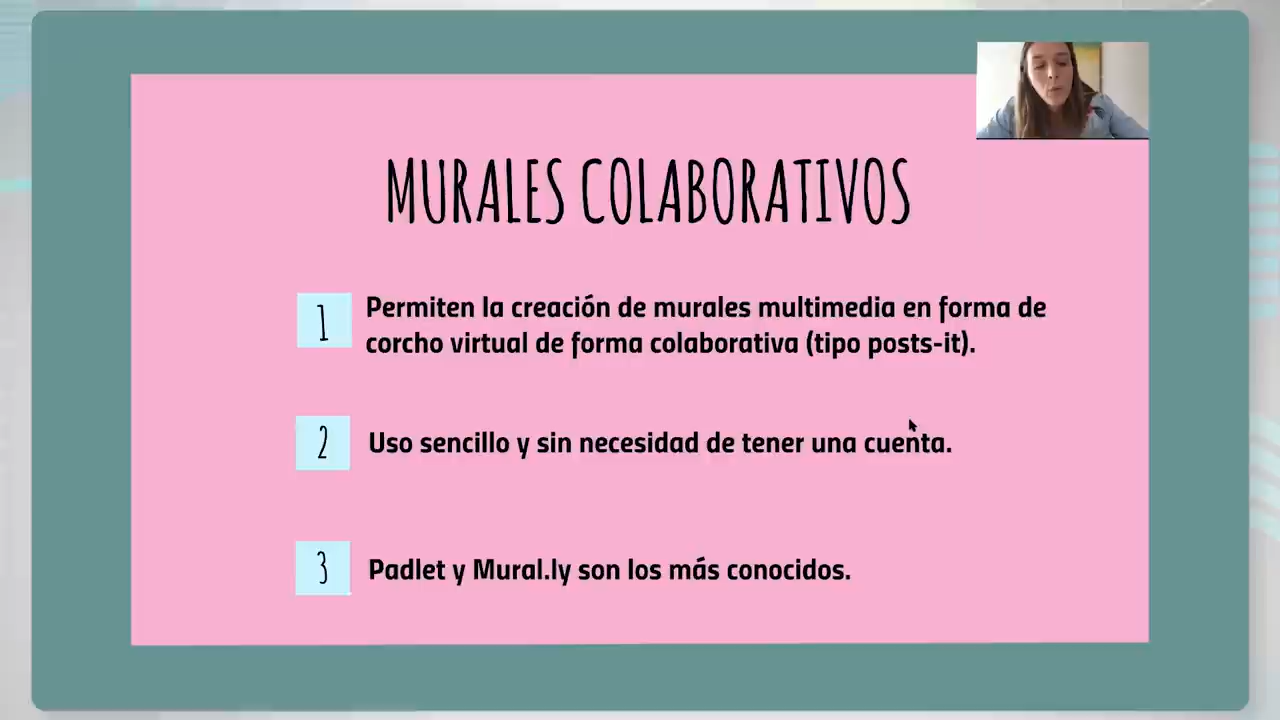 MURALES COLABORATIVOS
1
Permiten la creación de murales multimedia en forma de
corcho virtual de forma colaborativa (tipo posts-it).
2
Uso sencillo y sin necesidad de tener una cuenta.
3
Padlet y Mural.ly son los más conocidos.